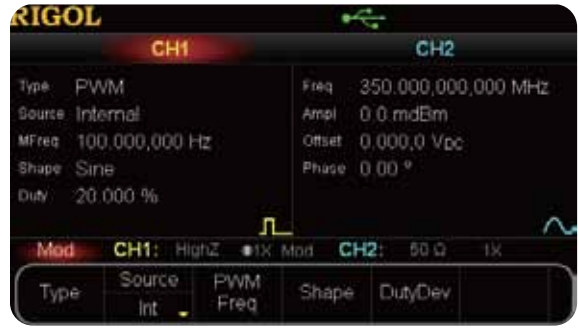 RIGOL
CH1 CH2
Type PWM
Source Internal
MFreq 100.000,000 Hz
Shape Sine
Duty 20.000 %
Freq 350.000,000,000 MHz
Ampl 0.0 mdBm
Offset 0.000,0 VDC
Phase 0.00 °
Mod CH1: HighZ 1X Mod CH2: 50 Ω 1X
Type
Source
Int
PWM
Freq
Shape
DutyDev